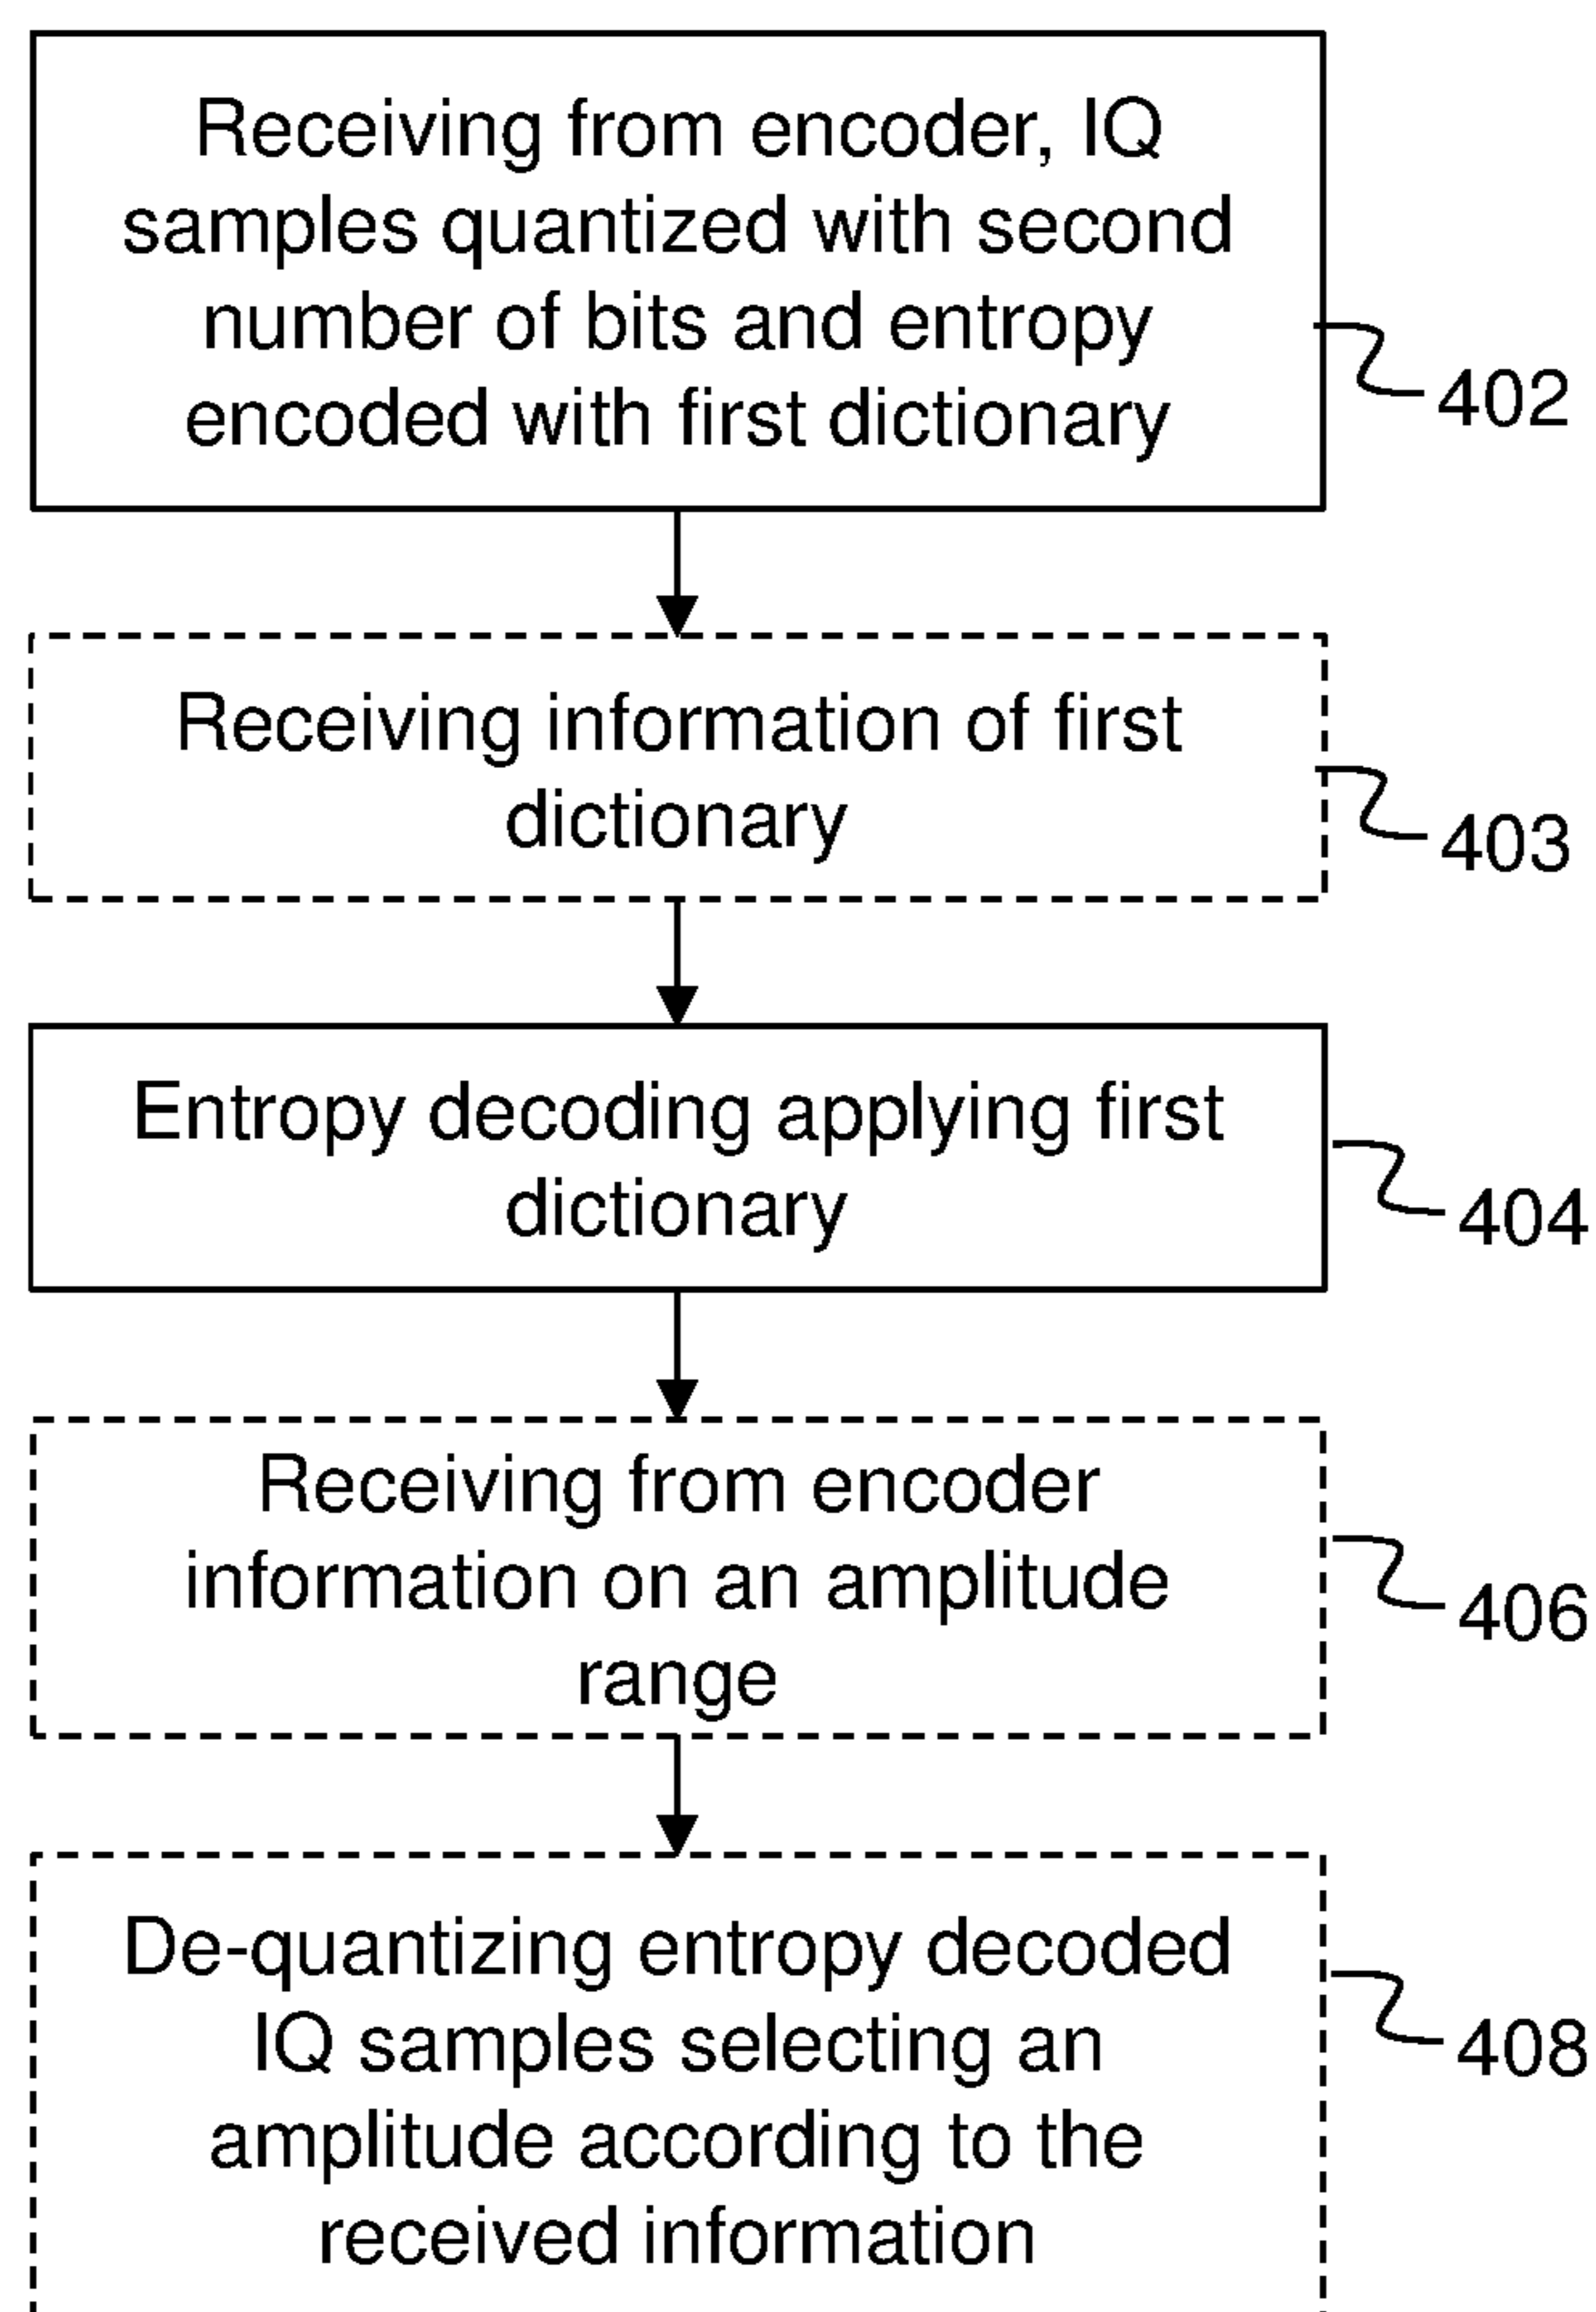 Receiving from encoder, IQ
samples quantized with second
number of bits and entropy
encoded with first dictionary
402
Receiving information of first
dictionary
403
Entropy decoding applying first
dictionary
404
Receiving from encoder
information on an amplitude
range
406
De-quantizing entropy decoded
IQ samples selecting an
amplitude according to the
received information
408